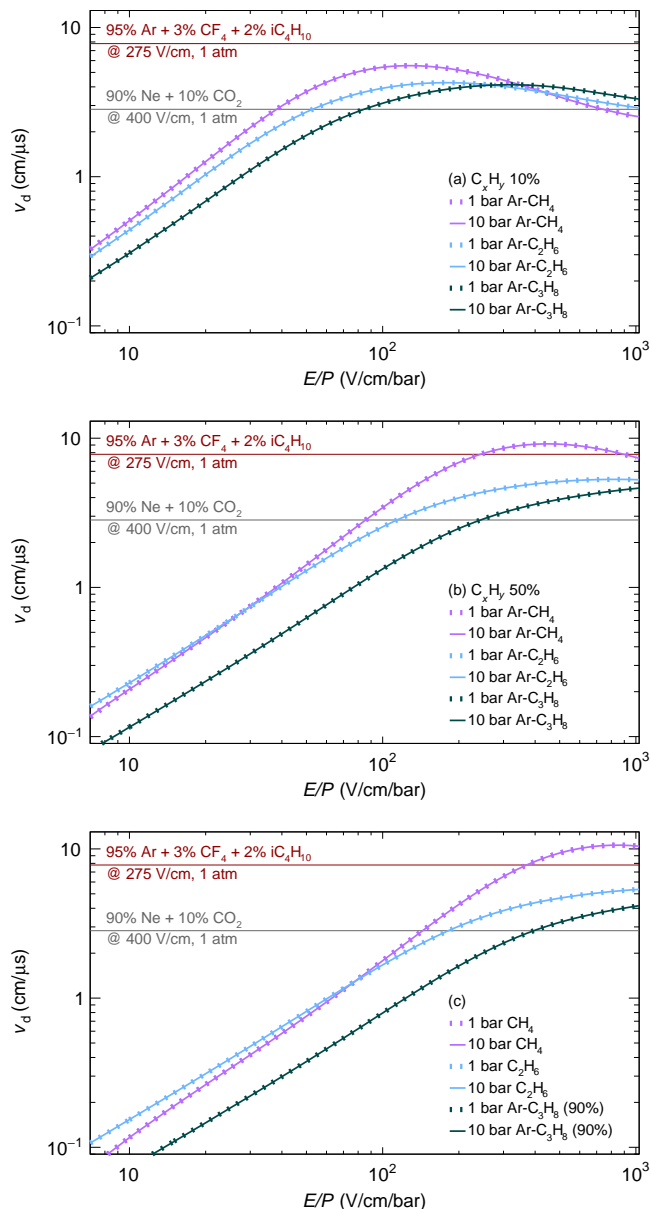 10
1
10⁻¹
v_d (cm/μs)
95% Ar + 3% CF₄ + 2% iC₄H₁₀
@ 275 V/cm, 1 atm
90% Ne + 10% CO₂
@ 400 V/cm, 1 atm
(a) CₓH_y 10%
1 bar Ar-CH₄
10 bar Ar-CH₄
1 bar Ar-C₂H₆
10 bar Ar-C₂H₆
1 bar Ar-C₃H₈
10 bar Ar-C₃H₈
10 10² 10³
E/P (V/cm/bar)
10
1
10⁻¹
v_d (cm/μs)
95% Ar + 3% CF₄ + 2% iC₄H₁₀
@ 275 V/cm, 1 atm
90% Ne + 10% CO₂
@ 400 V/cm, 1 atm
(b) CₓH_y 50%
1 bar Ar-CH₄
10 bar Ar-CH₄
1 bar Ar-C₂H₆
10 bar Ar-C₂H₆
1 bar Ar-C₃H₈
10 bar Ar-C₃H₈
10 10² 10³
E/P (V/cm/bar)
10
1
10⁻¹
v_d (cm/μs)
95% Ar + 3% CF₄ + 2% iC₄H₁₀
@ 275 V/cm, 1 atm
90% Ne + 10% CO₂
@ 400 V/cm, 1 atm
(c)
1 bar CH₄
10 bar CH₄
1 bar C₂H₆
10 bar C₂H₆
1 bar Ar-C₃H₈ (90%)
10 bar Ar-C₃H₈ (90%)
10 10² 10³
E/P (V/cm/bar)